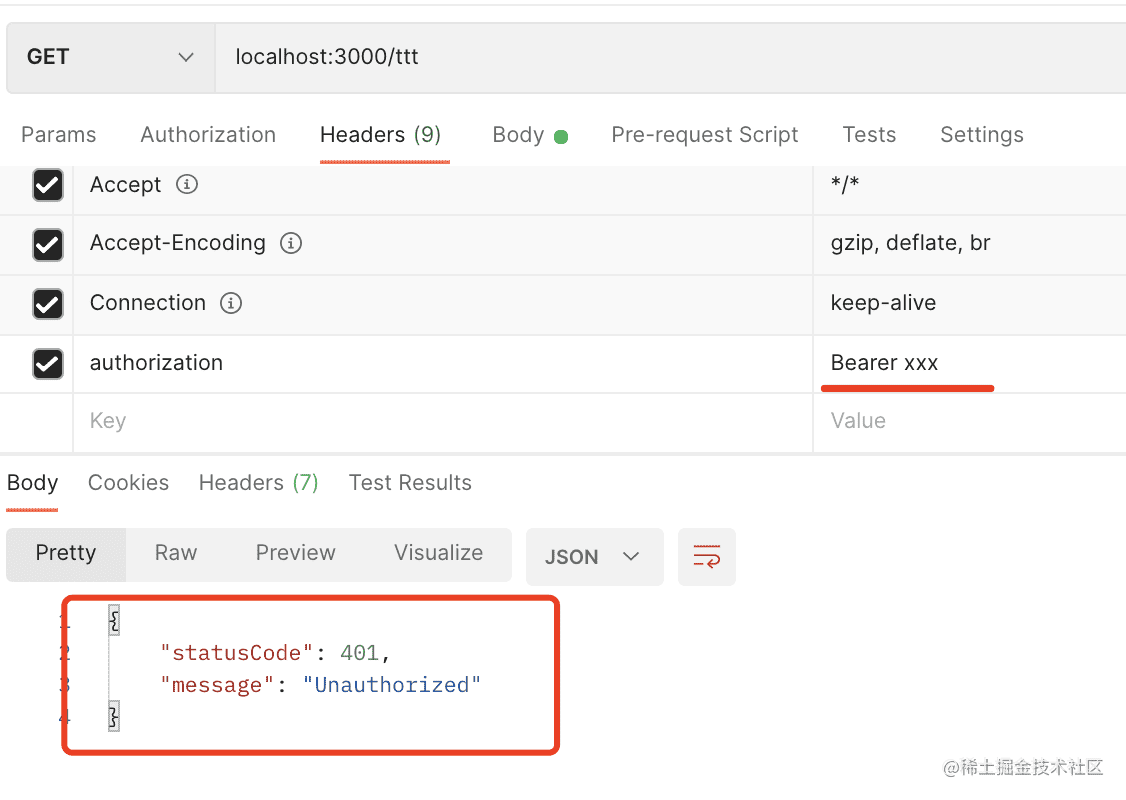 GET localhost:3000/ttt
Params Authorization Headers (9) Body Pre-request Script Tests Settings
Accept */*
Accept-Encoding gzip, deflate, br
Connection keep-alive
authorization Bearer xxx
Key Value
Body Cookies Headers (7) Test Results
Pretty Raw Preview Visualize JSON
1 {
2 "statusCode": 401,
3 "message": "Unauthorized"
4 }
@稀土掘金技术社区